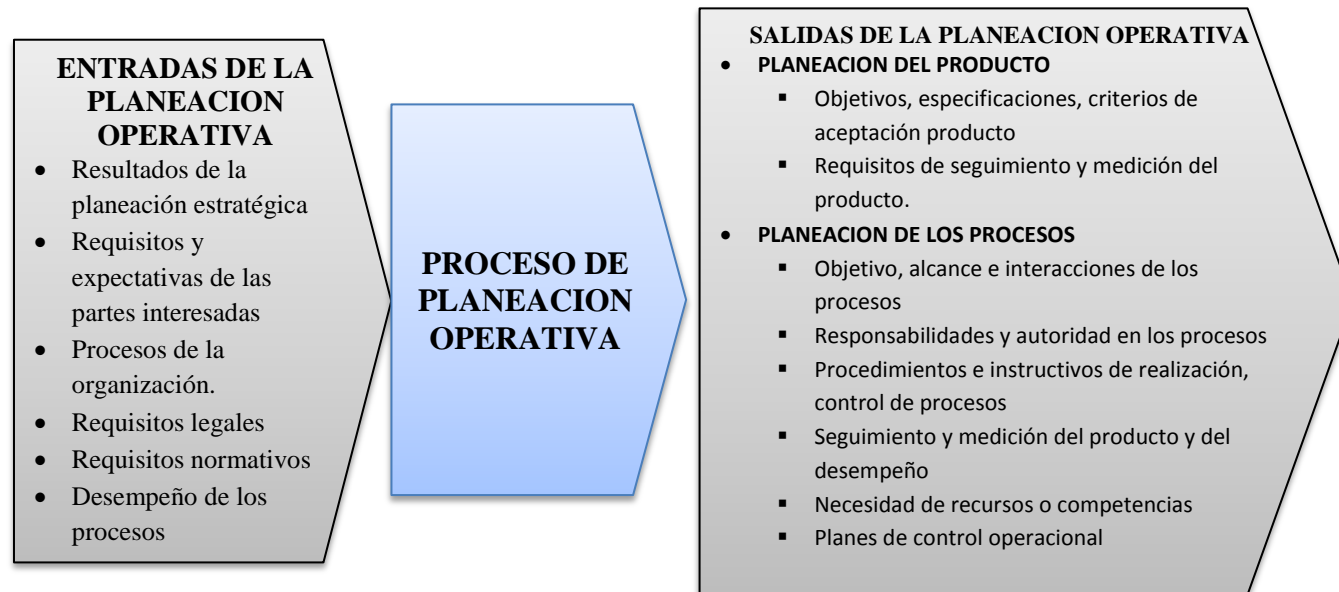 ENTRADAS DE LA
PLANEACION
OPERATIVA
• Resultados de la
planeación estratégica
• Requisitos y
expectativas de las
partes interesadas
• Procesos de la
organización.
• Requisitos legales
• Requisitos normativos
• Desempeño de los
procesos
PROCESO DE
PLANEACION
OPERATIVA
SALIDAS DE LA PLANEACION OPERATIVA
• PLANEACION DEL PRODUCTO
▪ Objetivos, especificaciones, criterios de
aceptación producto
▪ Requisitos de seguimiento y medición del
producto.
• PLANEACION DE LOS PROCESOS
▪ Objetivo, alcance e interacciones de los
procesos
▪ Responsabilidades y autoridad en los procesos
▪ Procedimientos e instructivos de realización,
control de procesos
▪ Seguimiento y medición del producto y del
desempeño
▪ Necesidad de recursos o competencias
▪ Planes de control operacional